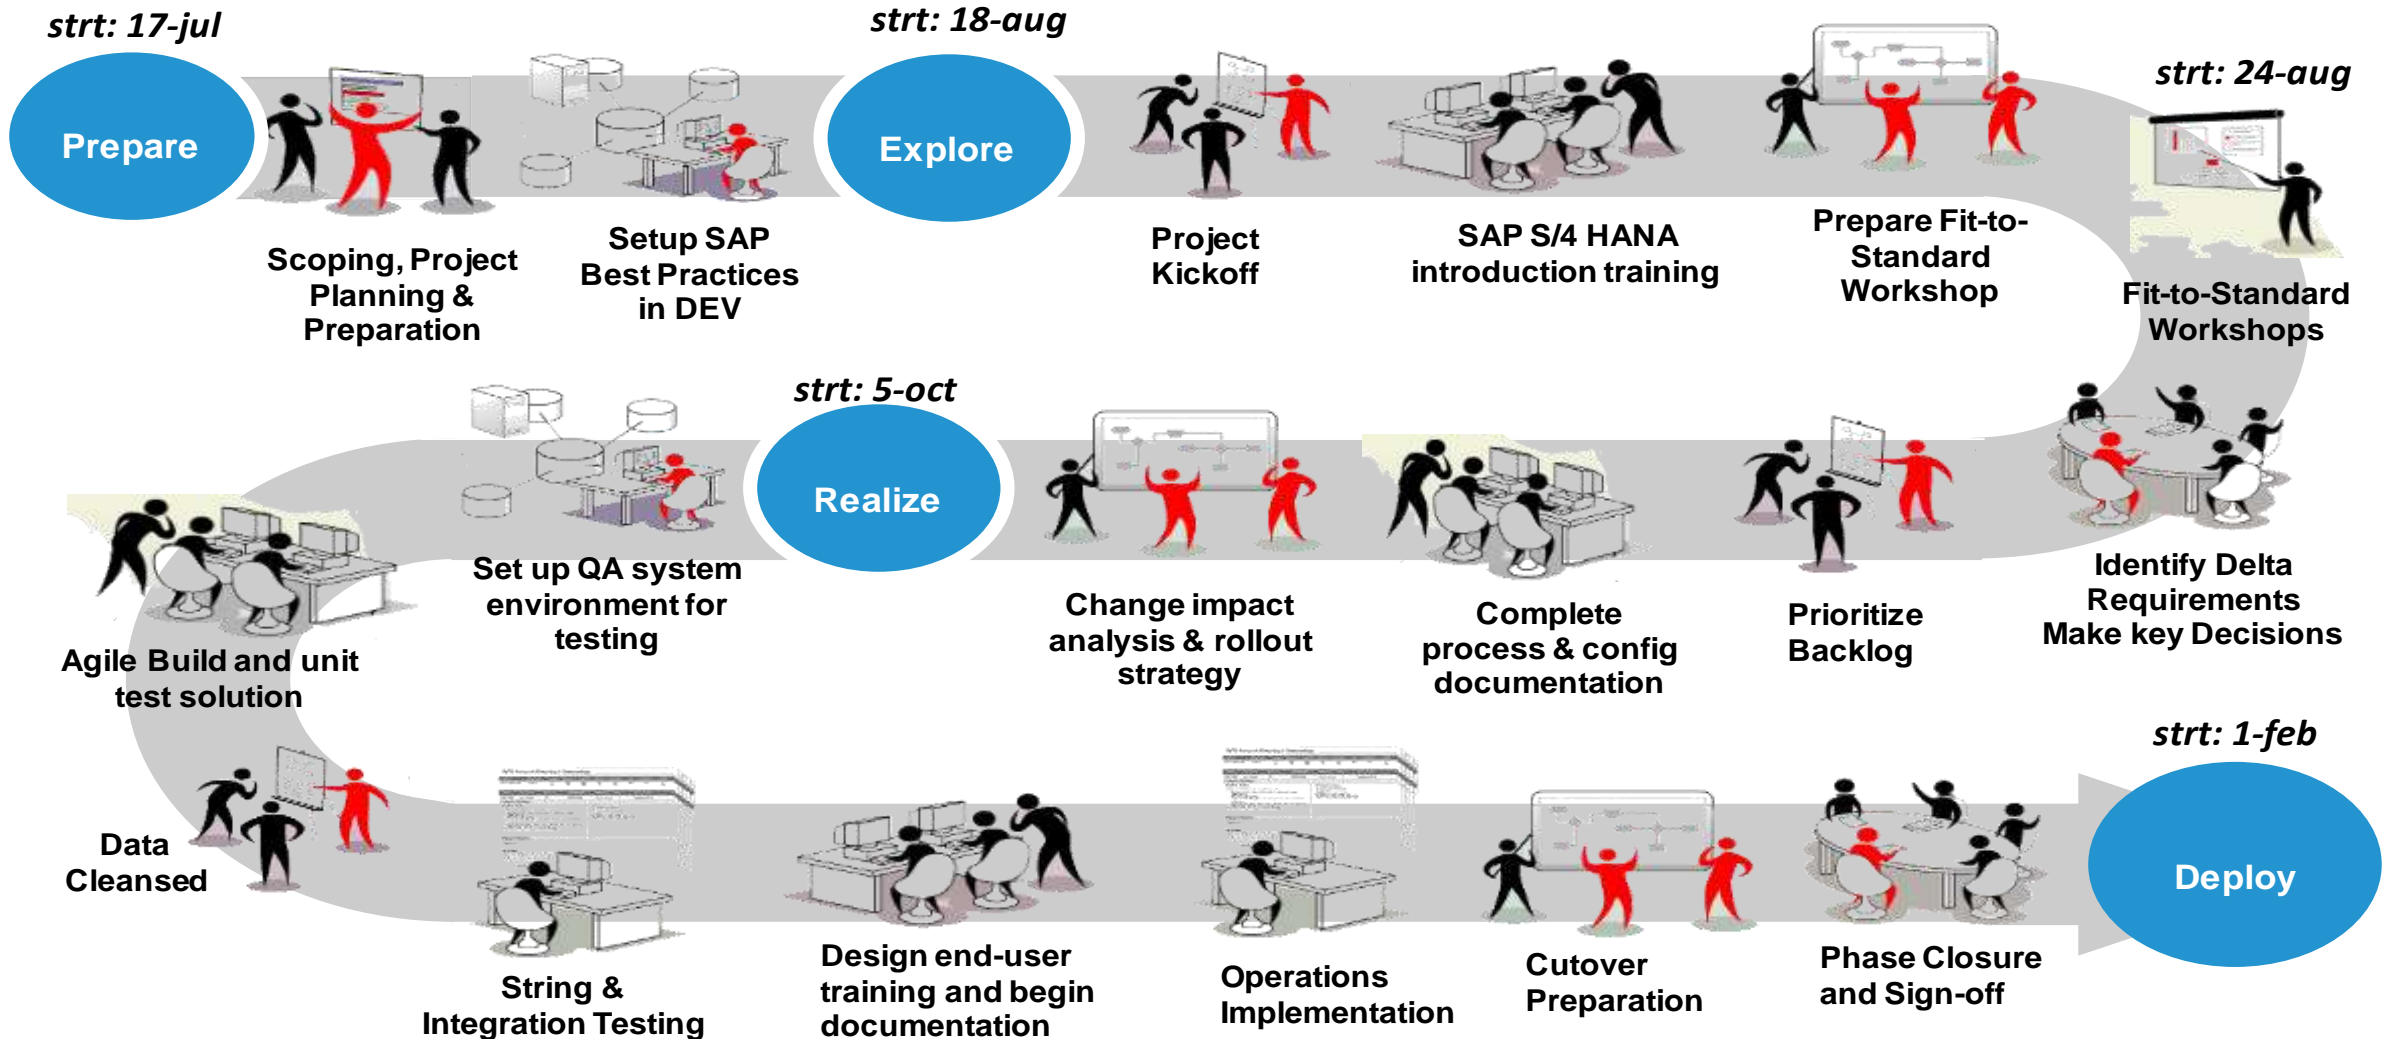 strt: 17-jul
Prepare
Scoping, Project
Planning &
Preparation
Setup SAP
Best Practices
in DEV
strt: 18-aug
Explore
Project
Kickoff
SAP S/4 HANA
introduction training
Prepare Fit-to-
Standard
Workshop
strt: 24-aug
Fit-to-Standard
Workshops
Identify Delta
Requirements
Make key Decisions
Prioritize
Backlog
Complete
process & config
documentation
Change impact
analysis & rollout
strategy
strt: 5-oct
Realize
Set up QA system
environment for
testing
Agile Build and unit
test solution
Data
Cleansed
String &
Integration Testing
Design end-user
training and begin
documentation
Operations
Implementation
Cutover
Preparation
Phase Closure
and Sign-off
strt: 1-feb
Deploy